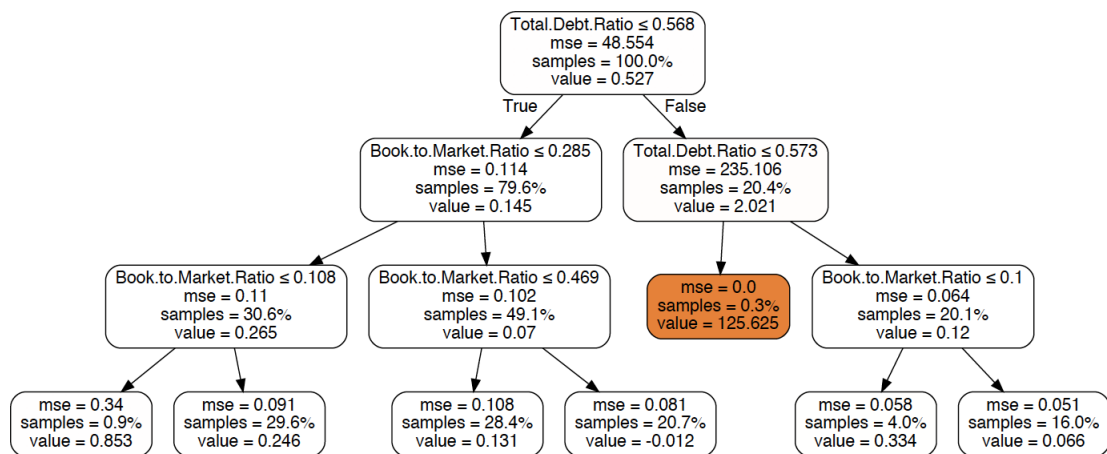 Total.Debt.Ratio ≤ 0.568
mse = 48.554
samples = 100.0%
value = 0.527
True
False
Book.to.Market.Ratio ≤ 0.285
mse = 0.114
samples = 79.6%
value = 0.145
Total.Debt.Ratio ≤ 0.573
mse = 235.106
samples = 20.4%
value = 2.021
Book.to.Market.Ratio ≤ 0.108
mse = 0.11
samples = 30.6%
value = 0.265
Book.to.Market.Ratio ≤ 0.469
mse = 0.102
samples = 49.1%
value = 0.07
mse = 0.0
samples = 0.3%
value = 125.625
Book.to.Market.Ratio ≤ 0.1
mse = 0.064
samples = 20.1%
value = 0.12
mse = 0.34
samples = 0.9%
value = 0.853
mse = 0.091
samples = 29.6%
value = 0.246
mse = 0.108
samples = 28.4%
value = 0.131
mse = 0.081
samples = 20.7%
value = -0.012
mse = 0.058
samples = 4.0%
value = 0.334
mse = 0.051
samples = 16.0%
value = 0.066